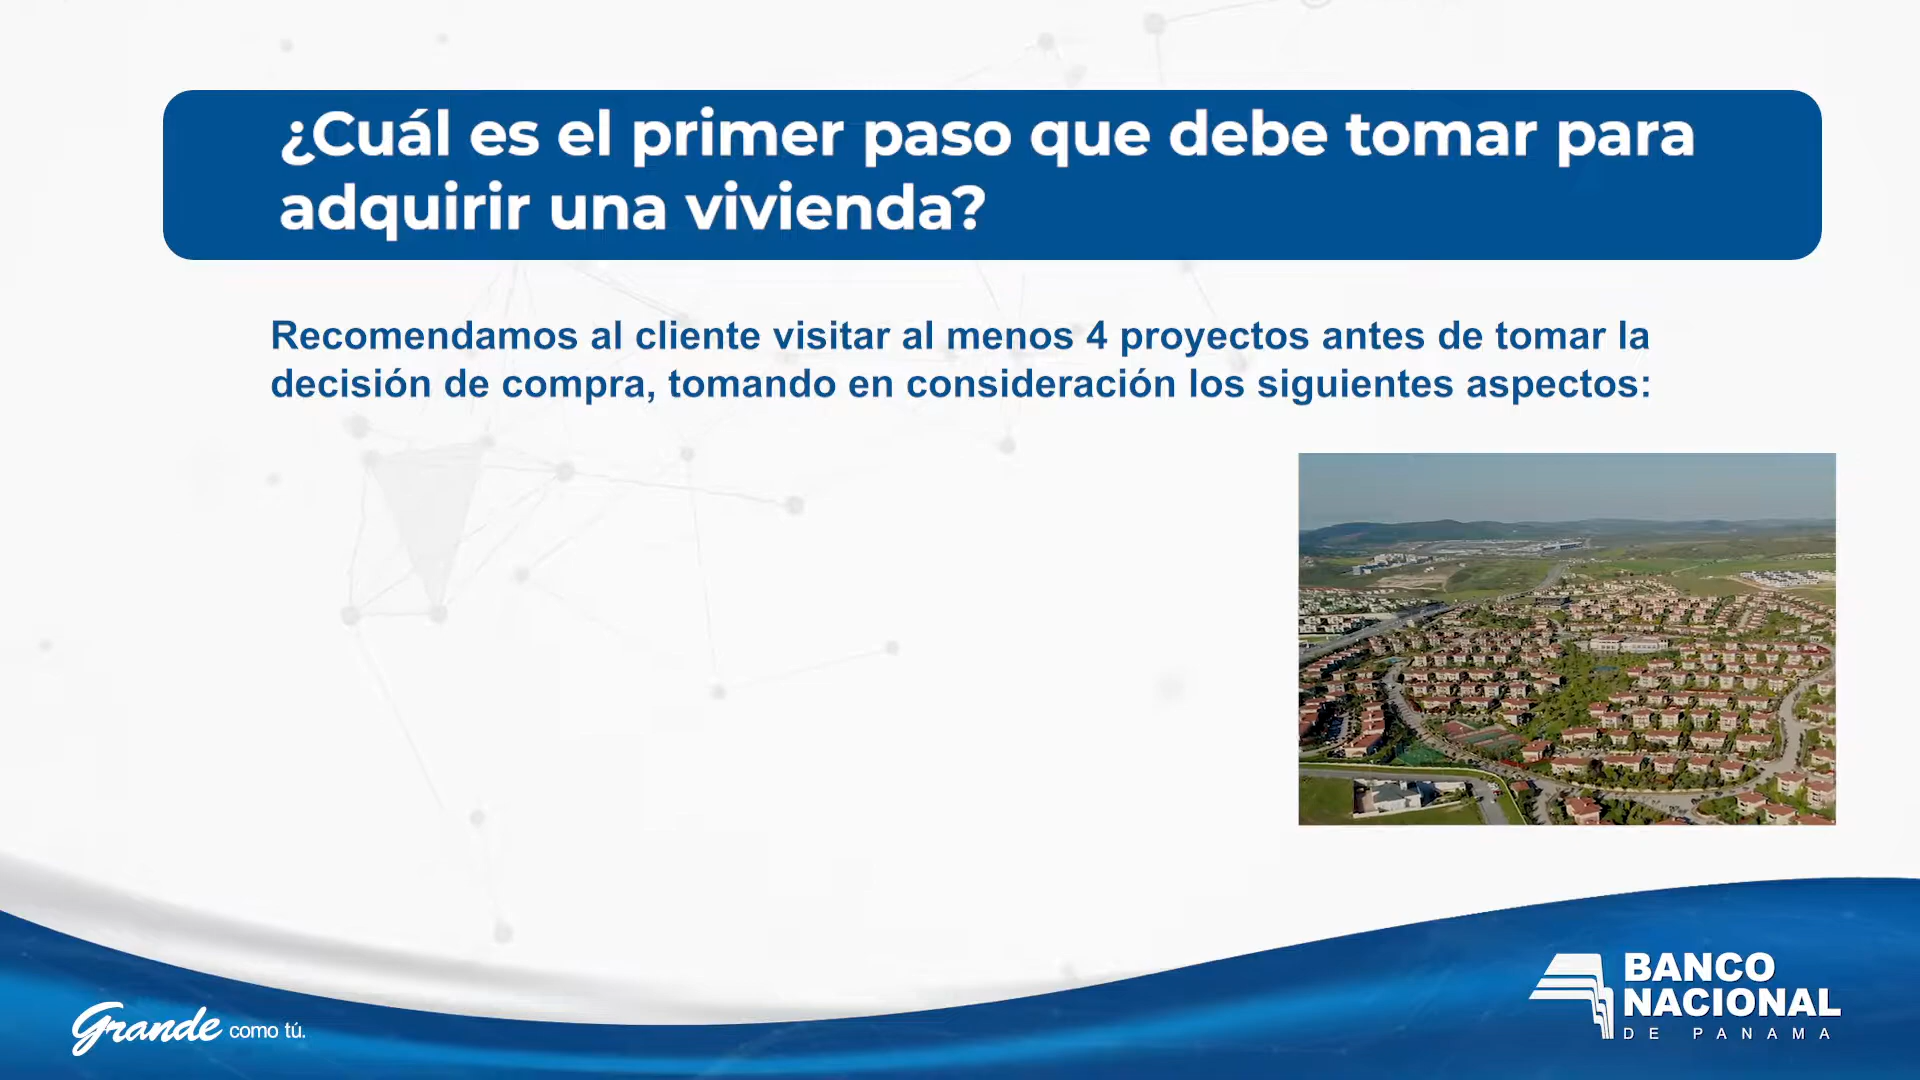 ¿Cuál es el primer paso que debe tomar para
adquirir una vivienda?
Recomendamos al cliente visitar al menos 4 proyectos antes de tomar la
decisión de compra, tomando en consideración los siguientes aspectos:
Grande como tú.
BANCO
NACIONAL
DE PANAMA